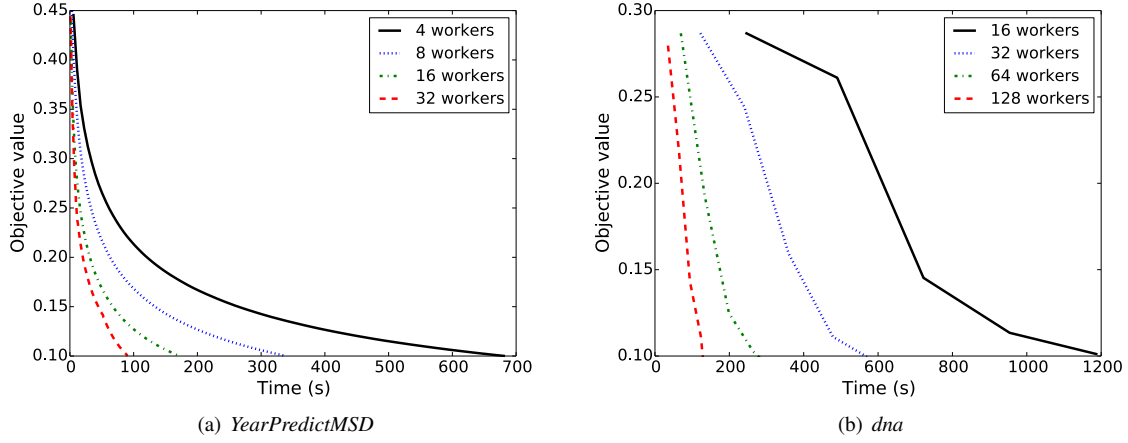 Objective value
0.45
0.40
0.35
0.30
0.25
0.20
0.15
0.10
4 workers
8 workers
16 workers
32 workers
0 100 200 300 400 500 600 700
Time (s)
(a) YearPredictMSD
Objective value
0.30
0.25
0.20
0.15
0.10
16 workers
32 workers
64 workers
128 workers
0 200 400 600 800 1000 1200
Time (s)
(b) dna